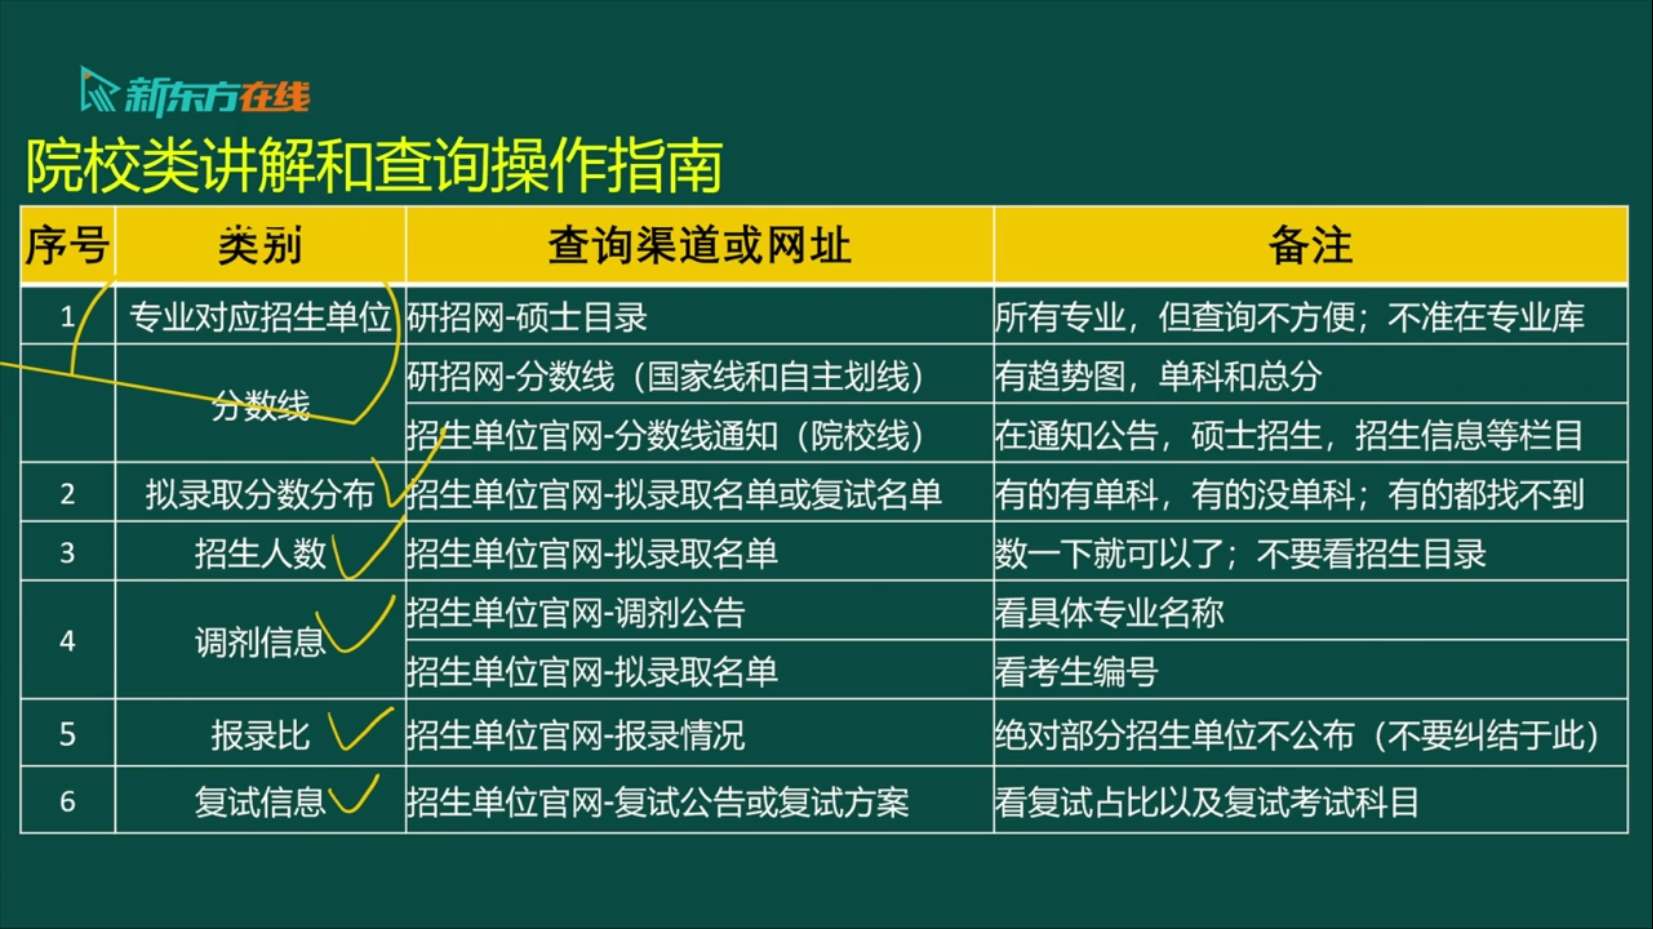 新东方在线
院校类讲解和查询操作指南
序号 类别 查询渠道或网址 备注
1 专业对应招生单位 研招网-硕士目录 所有专业，但查询不方便；不准在专业库
分数线 研招网-分数线（国家线和自主划线） 有趋势图，单科和总分
招生单位官网-分数线通知（院校线） 在通知公告，硕士招生，招生信息等栏目
2 拟录取分数分布 招生单位官网-拟录取名单或复试名单 有的有单科，有的没单科；有的都找不到
3 招生人数 招生单位官网-拟录取名单 数一下就可以了；不要看招生目录
4 调剂信息 招生单位官网-调剂公告 看具体专业名称
招生单位官网-拟录取名单 看考生编号
5 报录比 招生单位官网-报录情况 绝对部分招生单位不公布（不要纠结于此）
6 复试信息 招生单位官网-复试公告或复试方案 看复试占比以及复试考试科目